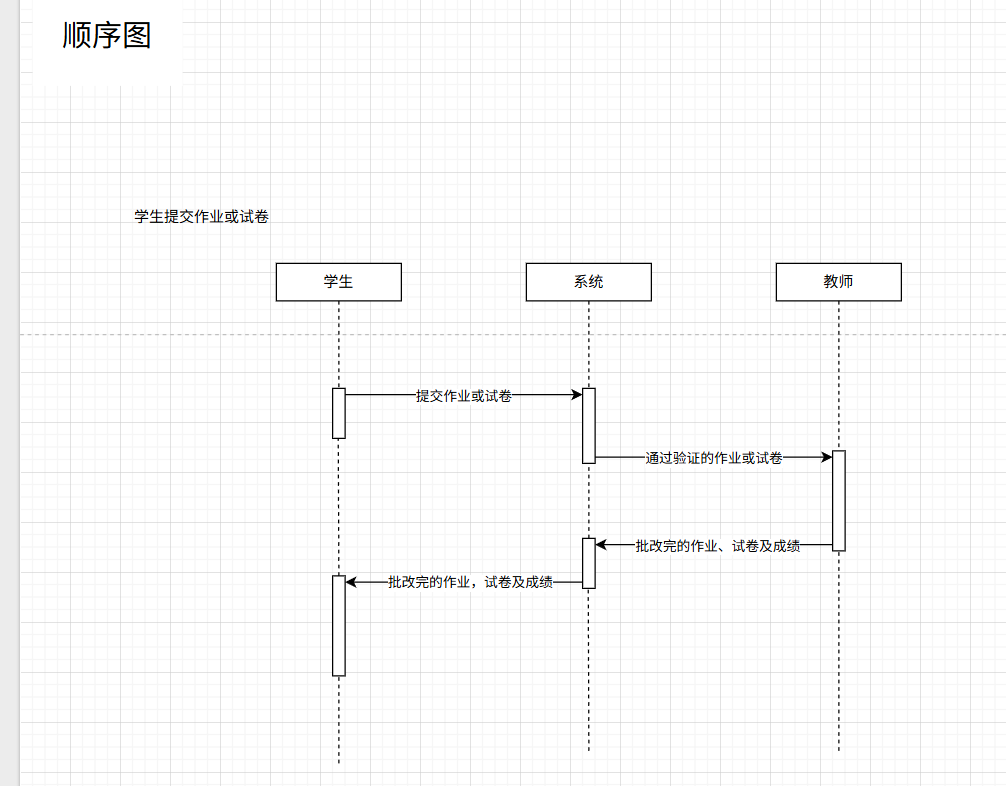 顺序图
学生提交作业或试卷
学生
系统
教师
提交作业或试卷
通过验证的作业或试卷
批改完的作业、试卷及成绩
批改完的作业，试卷及成绩